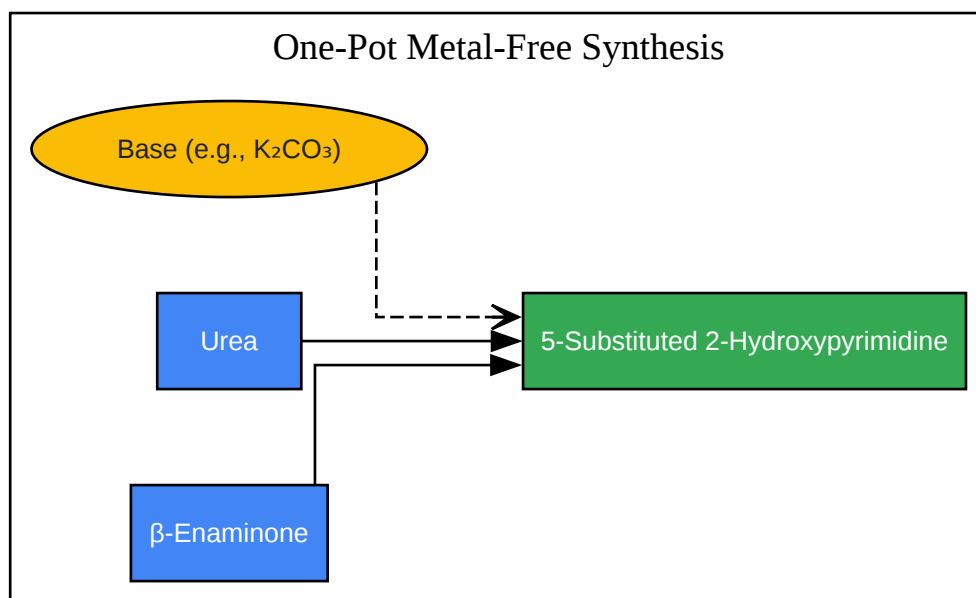 One-Pot Metal-Free Synthesis
Base (e.g., K₂CO₃)
Urea
5-Substituted 2-Hydroxypyrimidine
β-Enaminone